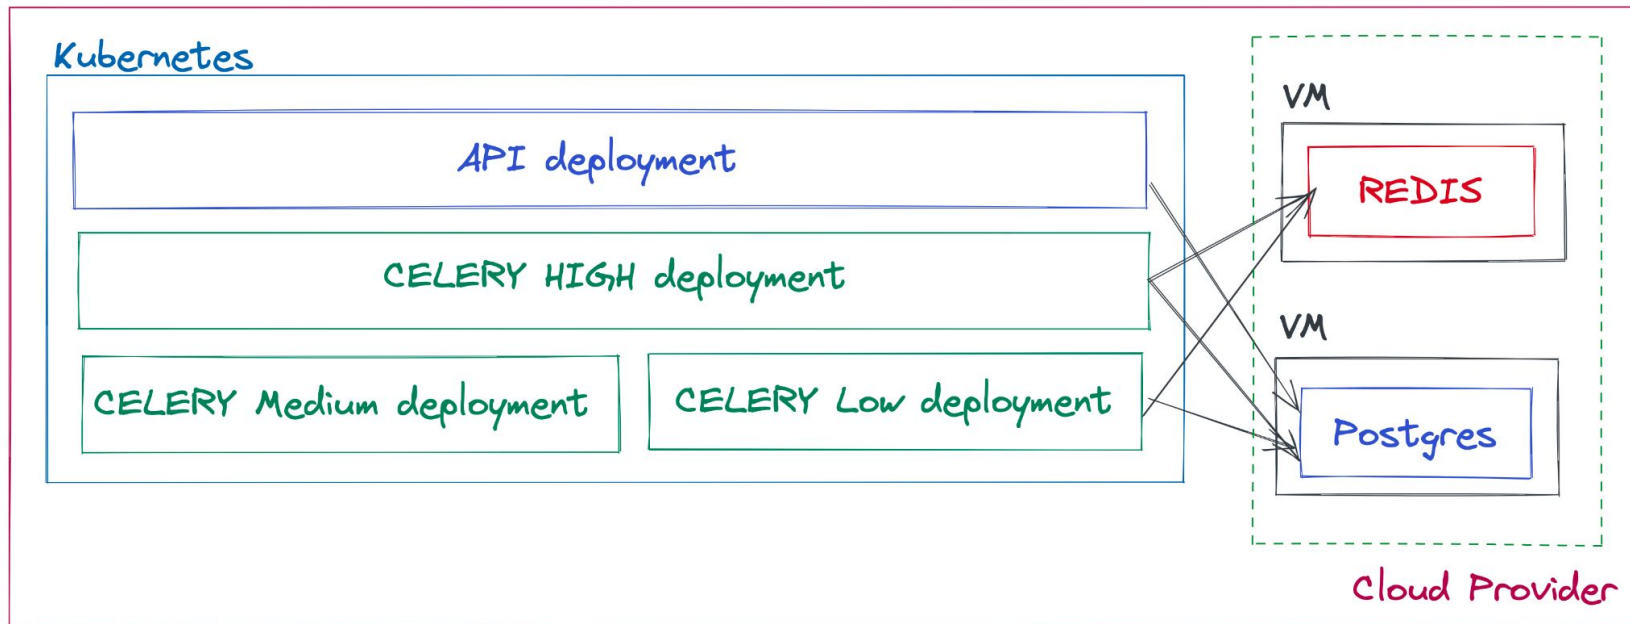 Kubernetes
API deployment
CELERY HIGH deployment
CELERY Medium deployment
CELERY Low deployment
VM
REDIS
VM
Postgres
Cloud Provider